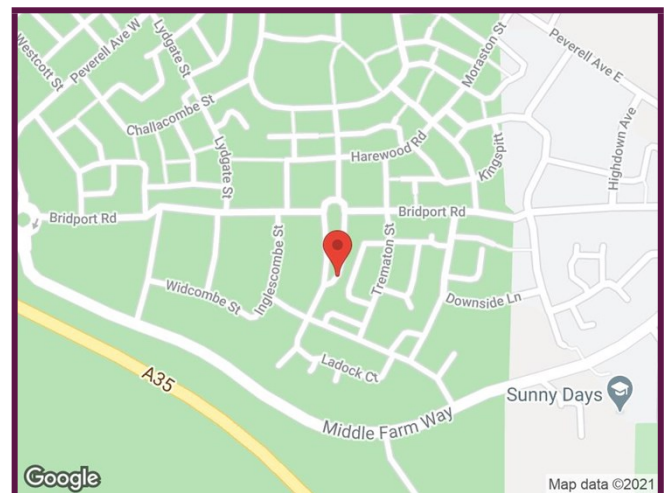 Westcott St
Peverell Ave W
Lydgate St
Moraston St
Peverell Ave E
Challacombe St
Lydgate St
Harewood Rd
Kingspitt
Highdown Ave
Bridport Rd
Bridport Rd
Inglescombe St
Trematon St
Widcombe St
Downside Ln
Ladock Ct
A35
Sunny Days
Middle Farm Way
Google
Map data ©2021